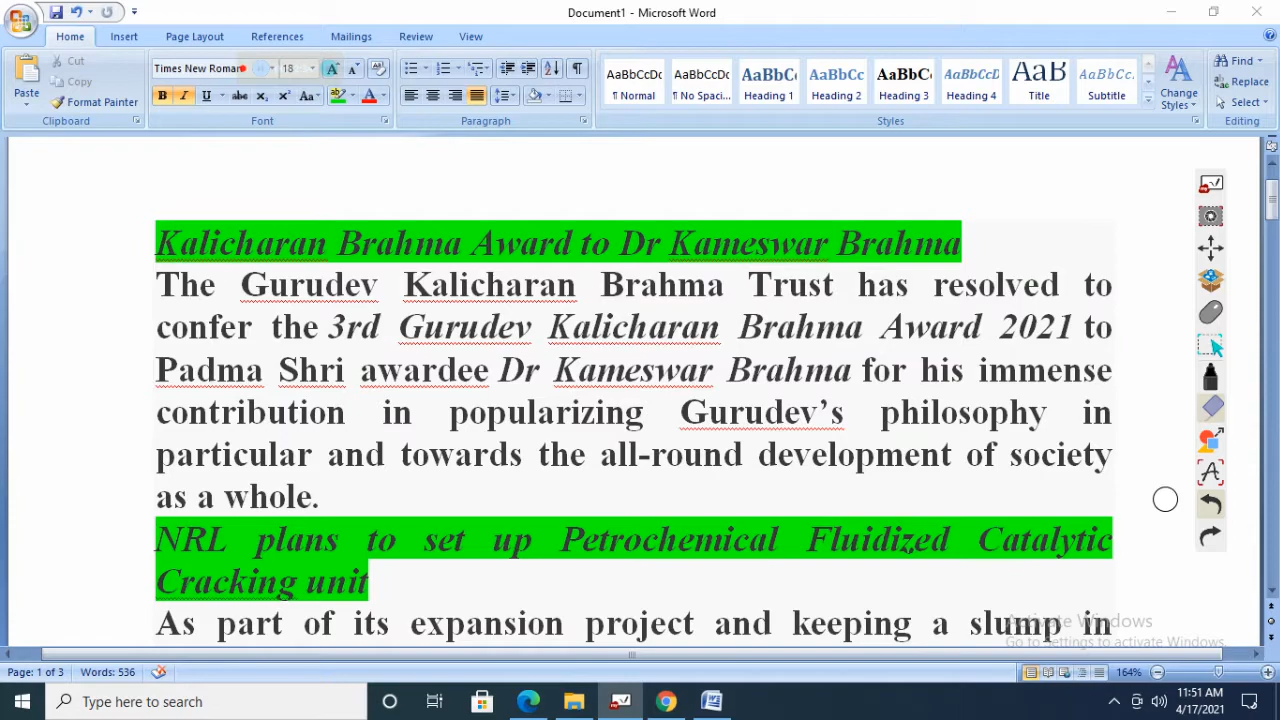 Document1 - Microsoft Word
Home Insert Page Layout References Mailings Review View
Paste
Cut
Copy
Format Painter
Clipboard
Times New Roman 18
B I U abc x₂ x² Aa
Font
Paragraph
AaBbCcDc AaBbCcDc AaBbCc AaBbCc AaBbCc AaBbCcD AaB AaBbCc.
¶ Normal ¶ No Spaci... Heading 1 Heading 2 Heading 3 Heading 4 Title Subtitle
Change Styles
Styles
Find
Replace
Select
Editing
Kalicharan Brahma Award to Dr Kameswar Brahma
The Gurudev Kalicharan Brahma Trust has resolved to
confer the 3rd Gurudev Kalicharan Brahma Award 2021 to
Padma Shri awardee Dr Kameswar Brahma for his immense
contribution in popularizing Gurudev’s philosophy in
particular and towards the all-round development of society
as a whole.
NRL plans to set up Petrochemical Fluidized Catalytic
Cracking unit
As part of its expansion project and keeping a slump in
Activate Windows
Go to Settings to activate Windows.
Page: 1 of 3 Words: 536 164%
Type here to search
11:51 AM
4/17/2021